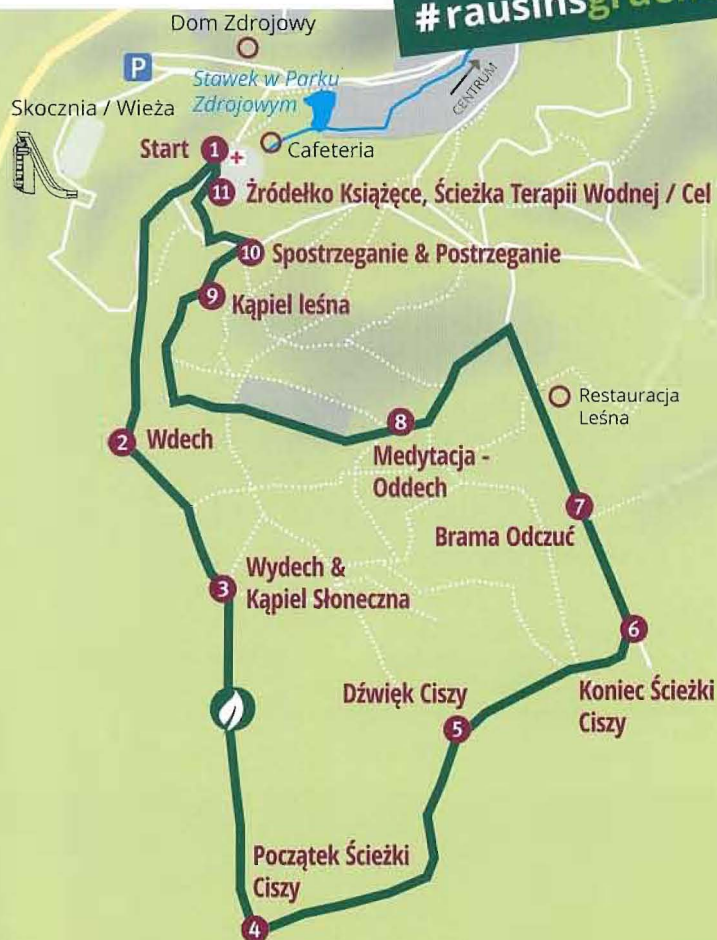 #rausinsgrüne
Dom Zdrojowy
P
Stawek w Parku
Zdrojowym
CENTRUM
Skocznia / Wieża
Start 1
Cafeteria
11 Żródełko Książęce, Ścieżka Terapii Wodnej / Cel
10 Spostrzeganie & Postrzeganie
9 Kąpiel leśna
Restauracja
Leśna
8
Medytacja -
Oddech
2 Wdech
7
Brama Odczuć
Wydech &
3
Kąpiel Słoneczna
6
Dźwięk Ciszy
5
Koniec Ścieżki
Ciszy
Początek Ścieżki
Ciszy
4